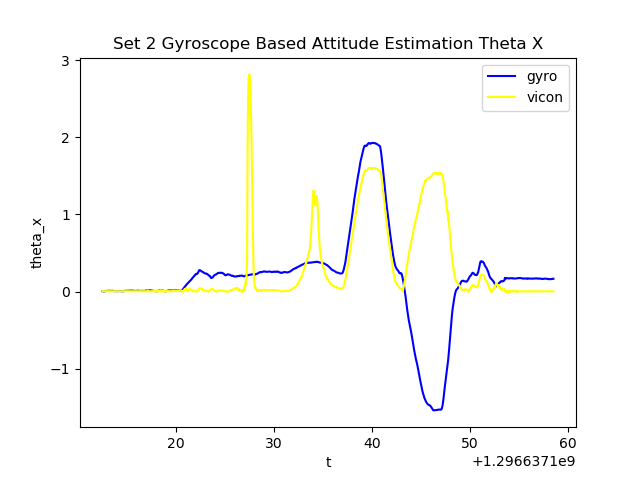 Set 2 Gyroscope Based Attitude Estimation Theta X
gyro
vicon
3
2
1
0
−1
theta_x
20
30
40
50
60
t
+1.2966371e9